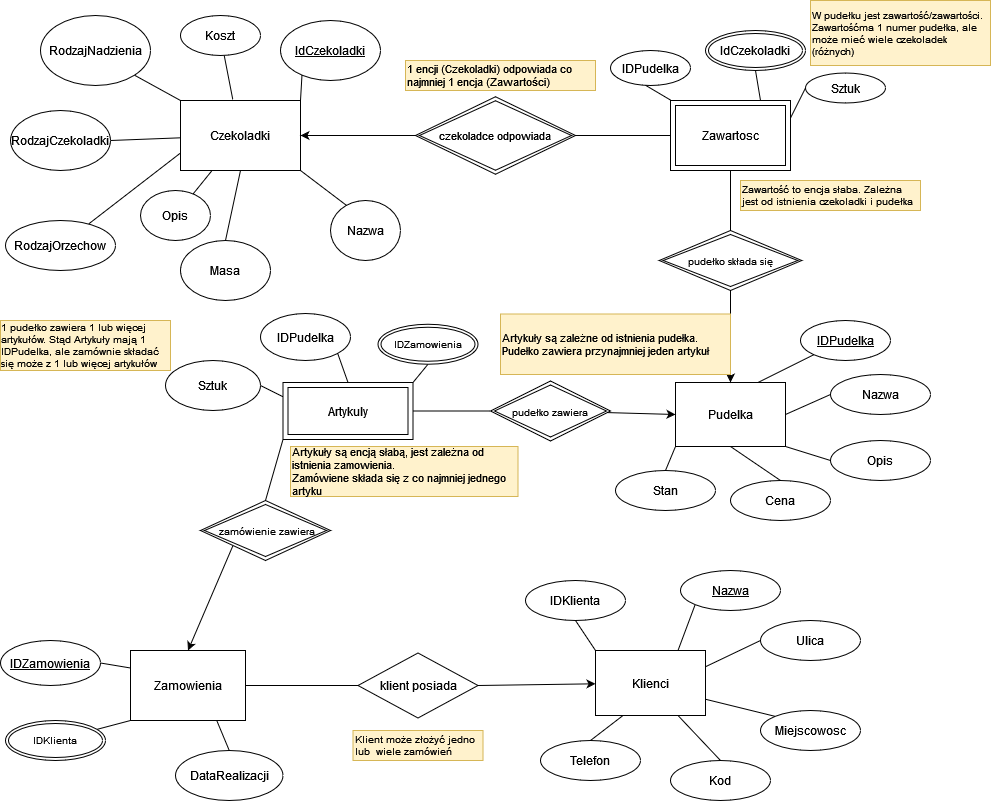 W pudełku jest zawartość/zawartości.
Zawartośćma 1 numer pudełka, ale
może mieć wiele czekoladek
(różnych)
RodzajNadzienia
Koszt
IdCzekoladki
1 encji (Czekoladki) odpowiada co
najmniej 1 encja (Zawartości)
IDPudelka
IdCzekoladki
Sztuk
RodzajCzekoladki
Czekoladki
czekoladce odpowiada
Zawartosc
Zawartość to encja słaba. Zależna
jest od istnienia czekoladki i pudełka
Opis
Nazwa
RodzajOrzechow
Masa
pudełko składa się
1 pudełko zawiera 1 lub więcej
artykułów. Stąd Artykuły mają 1
IDPudelka, ale zamównie składać
się może z 1 lub więcej artykułów
IDPudelka
IDZamowienia
Artykuły są zależne od istnienia pudełka.
Pudełko zawiera przynajmniej jeden artykuł
IDPudelka
Sztuk
Artykuly
pudełko zawiera
Pudelka
Nazwa
Artykuły są encją słabą, jest zależna od
istnienia zamowienia.
Zamówiene składa się z co najmniej jednego
artyku
Opis
Stan
Cena
zamówienie zawiera
IDKlienta
Nazwa
Ulica
IDZamowienia
Zamowienia
klient posiada
Klienci
IDKlienta
Klient może złożyć jedno
lub wiele zamówień
Miejscowosc
DataRealizacji
Telefon
Kod